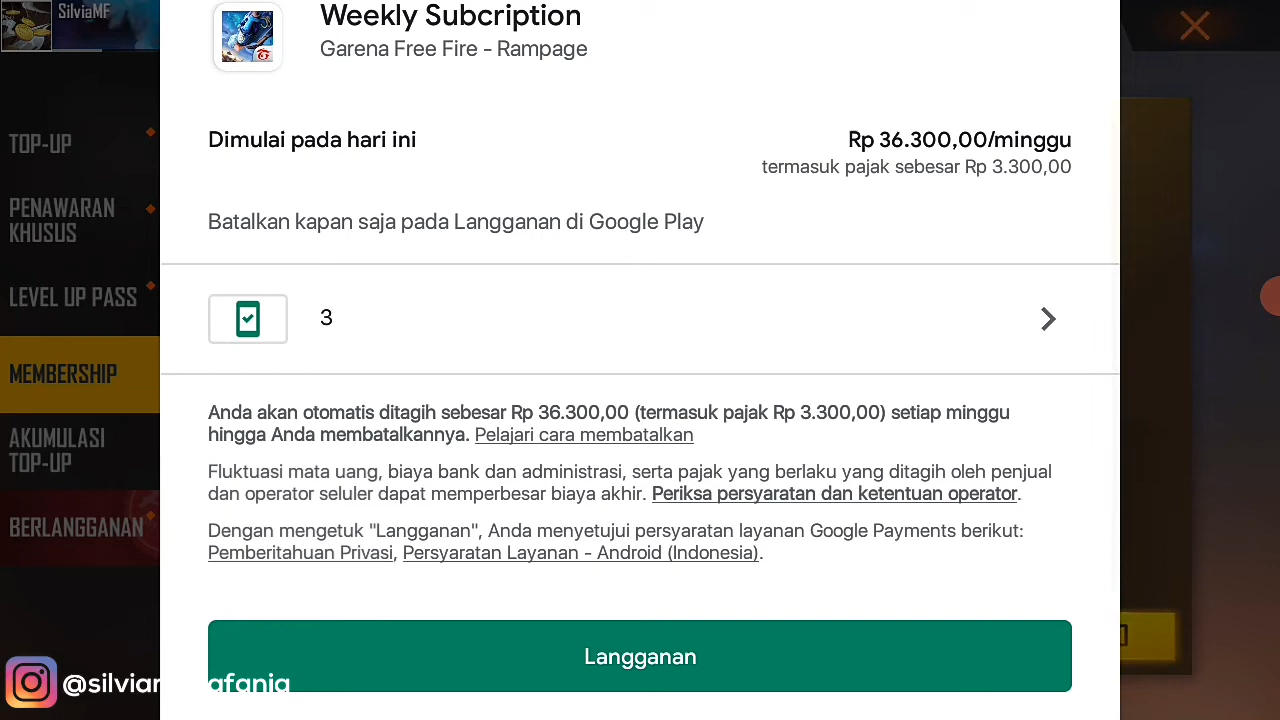 SilviaMF
Weekly Subcription
Garena Free Fire - Rampage
Dimulai pada hari ini
Rp 36.300,00/minggu
termasuk pajak sebesar Rp 3.300,00
Batalkan kapan saja pada Langganan di Google Play
3
Anda akan otomatis ditagih sebesar Rp 36.300,00 (termasuk pajak Rp 3.300,00) setiap minggu
hingga Anda membatalkannya. Pelajari cara membatalkan
Fluktuasi mata uang, biaya bank dan administrasi, serta pajak yang berlaku yang ditagih oleh penjual
dan operator seluler dapat memperbesar biaya akhir. Periksa persyaratan dan ketentuan operator.
Dengan mengetuk "Langganan", Anda menyetujui persyaratan layanan Google Payments berikut:
Pemberitahuan Privasi, Persyaratan Layanan - Android (Indonesia).
Langganan
TOP-UP
PENAWARAN
KHUSUS
LEVEL UP PASS
MEMBERSHIP
AKUMULASI
TOP-UP
BERLANGGANAN